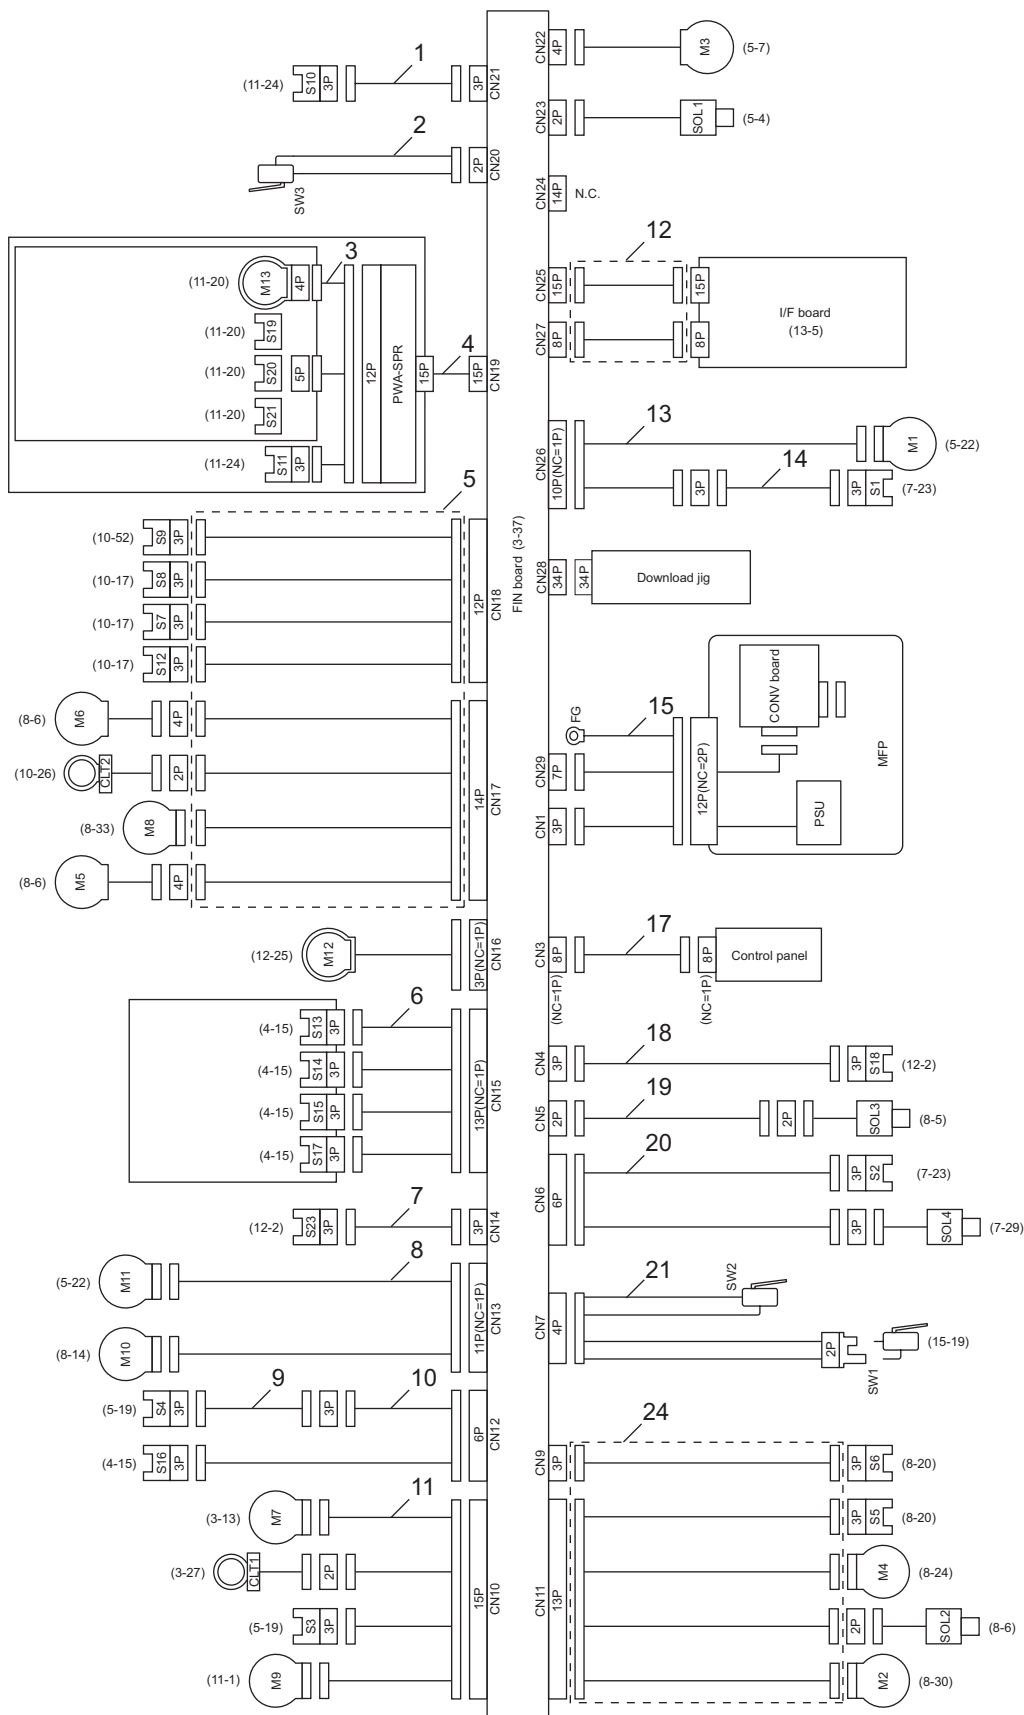 1
(11-24)
S10
3P
3P
CN21
2
SW3
2P
CN20
3
(11-20)
M13
4P
(11-20)
S19
(11-20)
S20
5P
(11-20)
S21
(11-24)
S11
3P
12P
PWA-SPR
15P
4
15P
CN19
5
(10-52)
S9
3P
(10-17)
S8
3P
(10-17)
S7
3P
(10-17)
S12
3P
12P
CN18
(8-6)
M6
4P
(10-26)
CLT2
2P
(8-33)
M8
(8-6)
M5
4P
14P
CN17
(12-25)
M12
3P(NC=1P)
CN16
6
(4-15)
S13
3P
(4-15)
S14
3P
(4-15)
S15
3P
(4-15)
S17
3P
13P(NC=1P)
CN15
7
(12-2)
S23
3P
3P
CN14
8
(5-22)
M11
(8-14)
M10
11P(NC=1P)
CN13
9
10
(5-19)
S4
3P
3P
(4-15)
S16
3P
6P
CN12
11
(3-13)
M7
(3-27)
CLT1
2P
(5-19)
S3
3P
(11-1)
M9
15P
CN10
FIN board (3-37)
CN22
4P
M3
(5-7)
CN23
2P
SOL1
(5-4)
CN24
14P
N.C.
12
CN25
15P
15P
CN27
8P
8P
I/F board
(13-5)
13
CN26
10P(NC=1P)
M1
(5-22)
14
3P
3P
S1
(7-23)
CN28
34P
34P
Download jig
FG
15
CN29
7P
CN1
3P
12P(NC=2P)
CONV board
PSU
MFP
17
CN3
8P
(NC=1P)
8P
(NC=1P)
Control panel
18
CN4
3P
3P
S18
(12-2)
19
CN5
2P
2P
SOL3
(8-5)
20
CN6
6P
3P
S2
(7-23)
3P
SOL4
(7-29)
21
CN7
4P
SW2
2P
SW1
(15-19)
24
CN9
3P
3P
S6
(8-20)
CN11
13P
3P
S5
(8-20)
M4
(8-24)
2P
SOL2
(8-6)
M2
(8-30)